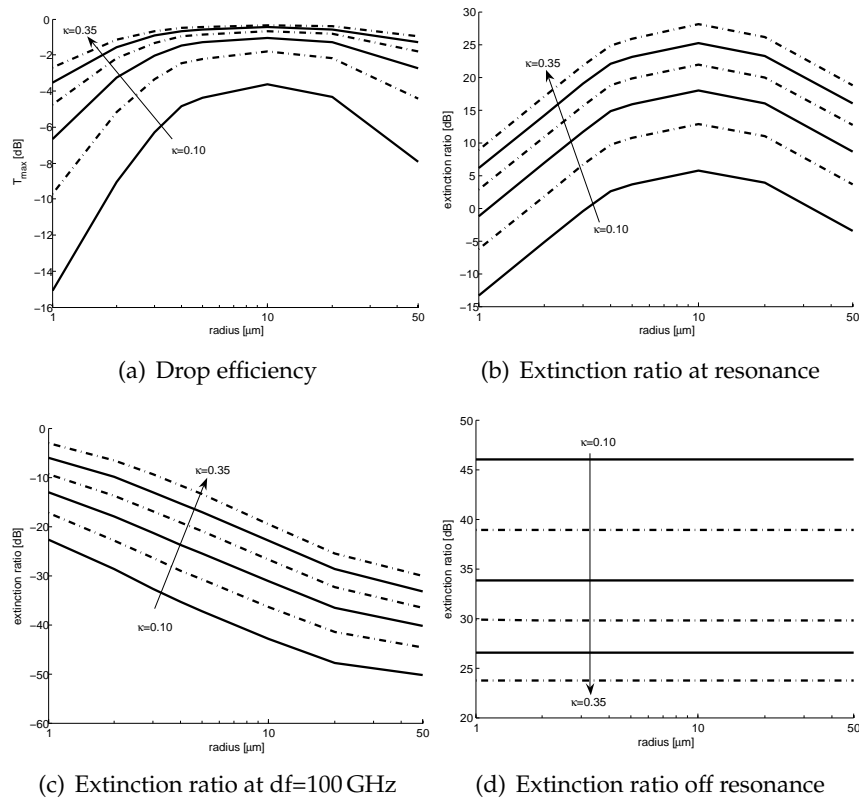 0
−2
−4
−6
−8
−10
−12
−14
−16
T_max [dB]
κ=0.35
κ=0.10
1
10
50
radius [μm]
(a) Drop efficiency
30
25
20
15
10
5
0
−5
−10
−15
extinction ratio [dB]
κ=0.35
κ=0.10
1
10
50
radius [μm]
(b) Extinction ratio at resonance
0
−10
−20
−30
−40
−50
−60
extinction ratio [dB]
κ=0.35
κ=0.10
1
10
50
radius [μm]
(c) Extinction ratio at df=100 GHz
50
45
40
35
30
25
20
extinction ratio [dB]
κ=0.10
κ=0.35
1
10
50
radius [μm]
(d) Extinction ratio off resonance